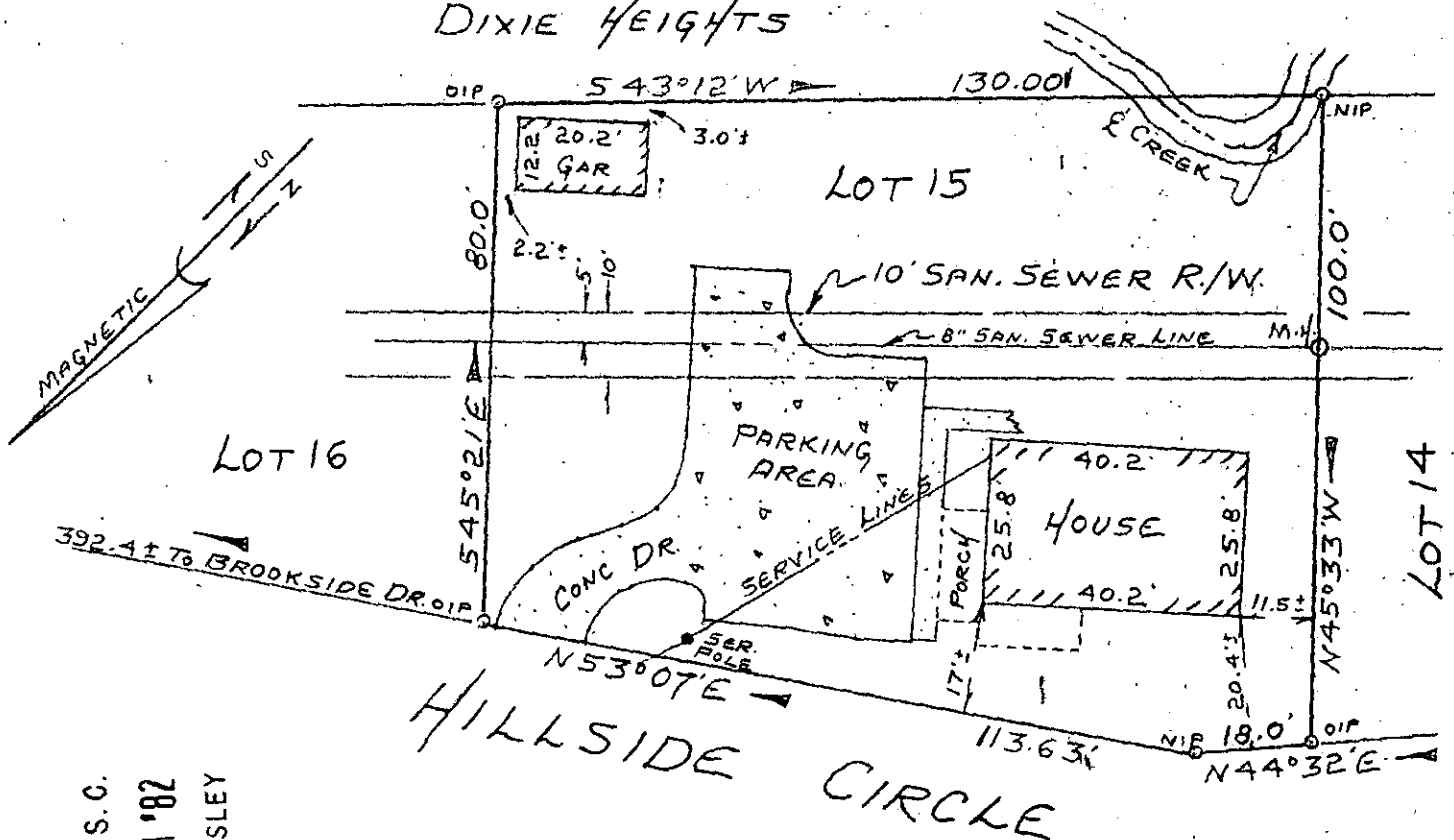 DIXIE HEIGHTS
OIP
S 43°12' W
130.00'
NIP
12.2
20.2'
GAR
3.0'±
2.2'±
80.0'
LOT 15
℄ CREEK
100.0'
S
N
MAGNETIC
5'
10'
10' SAN. SEWER R./W.
8" SAN. SEWER LINE
M.H.
S45°21'E
LOT 16
PARKING
AREA
SERVICE LINES
CONC DR.
PORCH
40.2'
25.8'
HOUSE
25.8'
40.2'
11.5±
N45°33'W
LOT 14
392.4± TO BROOKSIDE DR.
OIP
SER.
POLE
N53°07'E
17'±
20.4'±
113.63'
NIP
18.0'
OIP
N44°32'E
HILLSIDE CIRCLE
S. C.
'82
SLEY